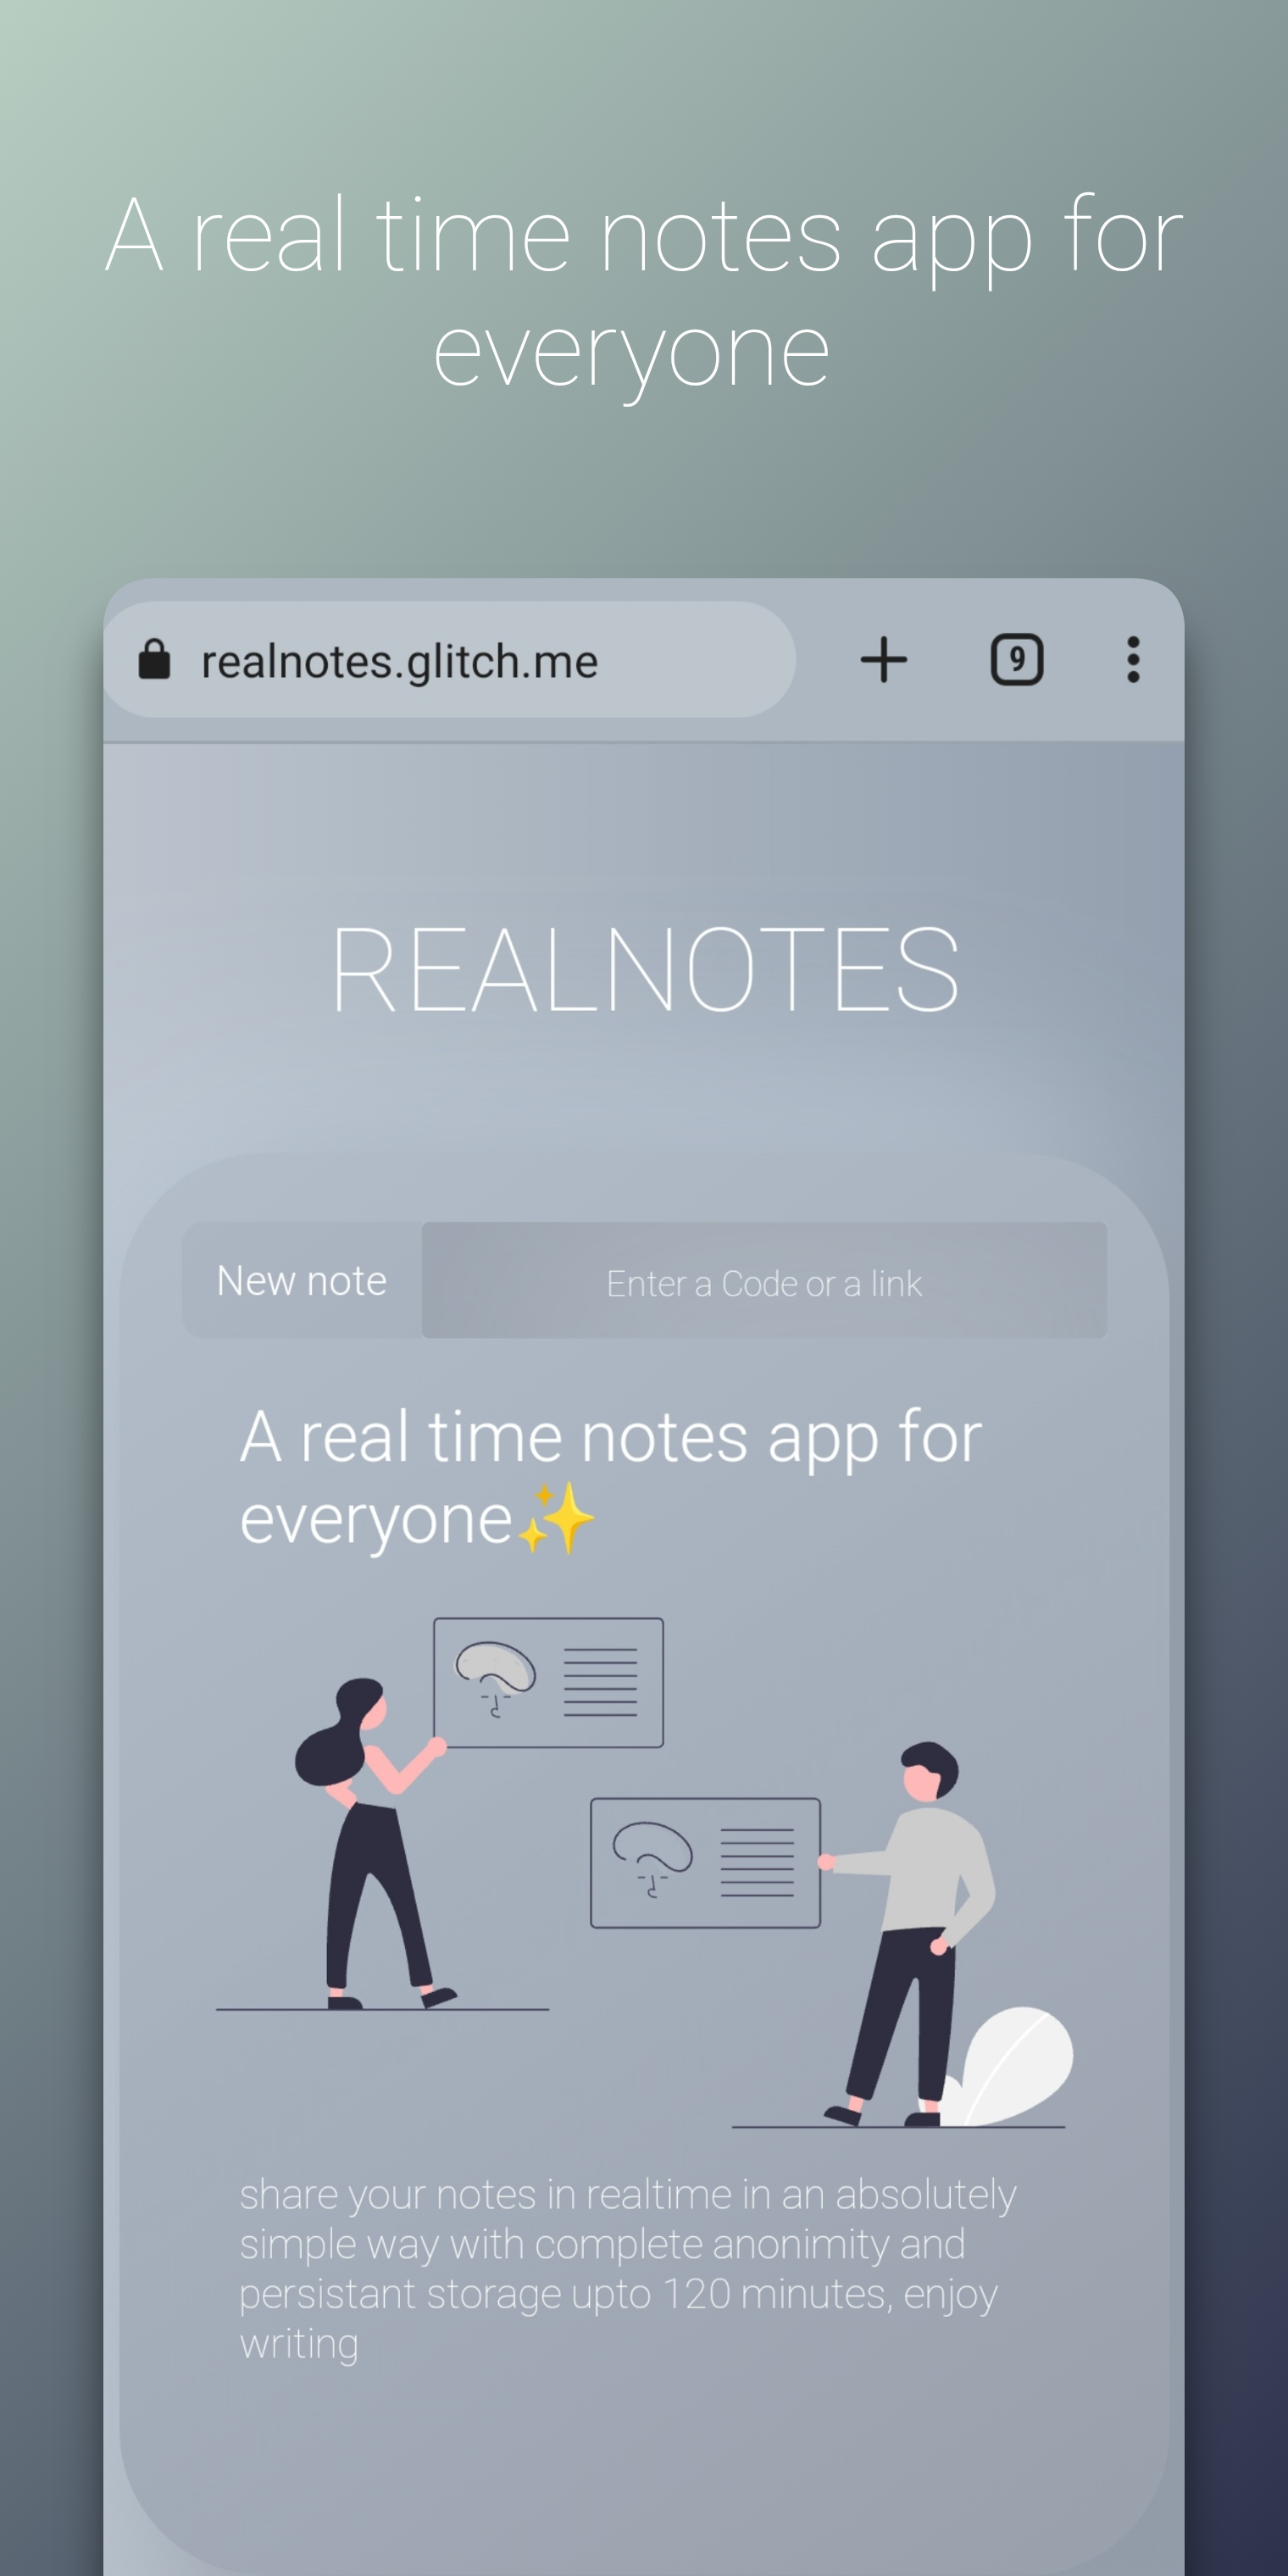 A real time notes app for
everyone
realnotes.glitch.me
9
REALNOTES
New note
Enter a Code or a link
A real time notes app for
everyone✨
share your notes in realtime in an absolutely
simple way with complete anonimity and
persistant storage upto 120 minutes, enjoy
writing